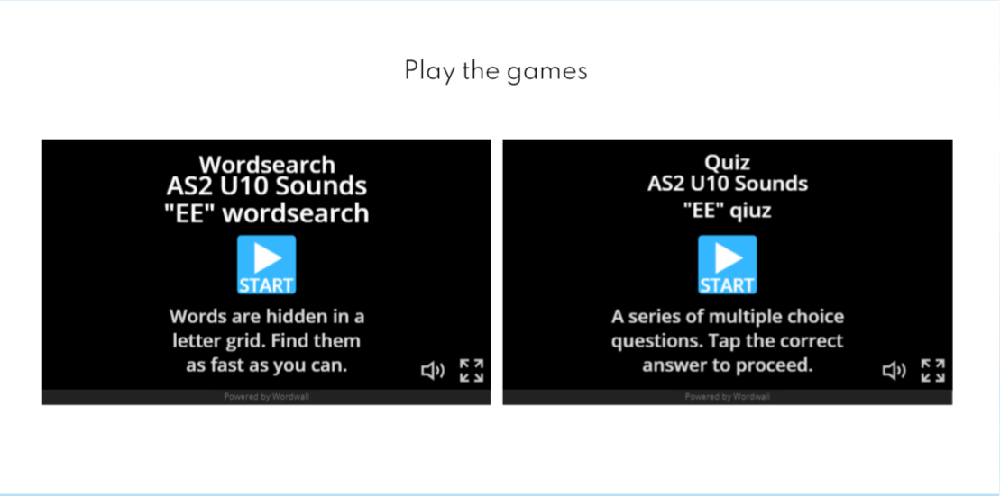 Play the games
Wordsearch
AS2 U10 Sounds
"EE" wordsearch
START
Words are hidden in a
letter grid. Find them
as fast as you can.
Powered by Wordwall
Quiz
AS2 U10 Sounds
"EE" qiuz
START
A series of multiple choice
questions. Tap the correct
answer to proceed.
Powered by Wordwall